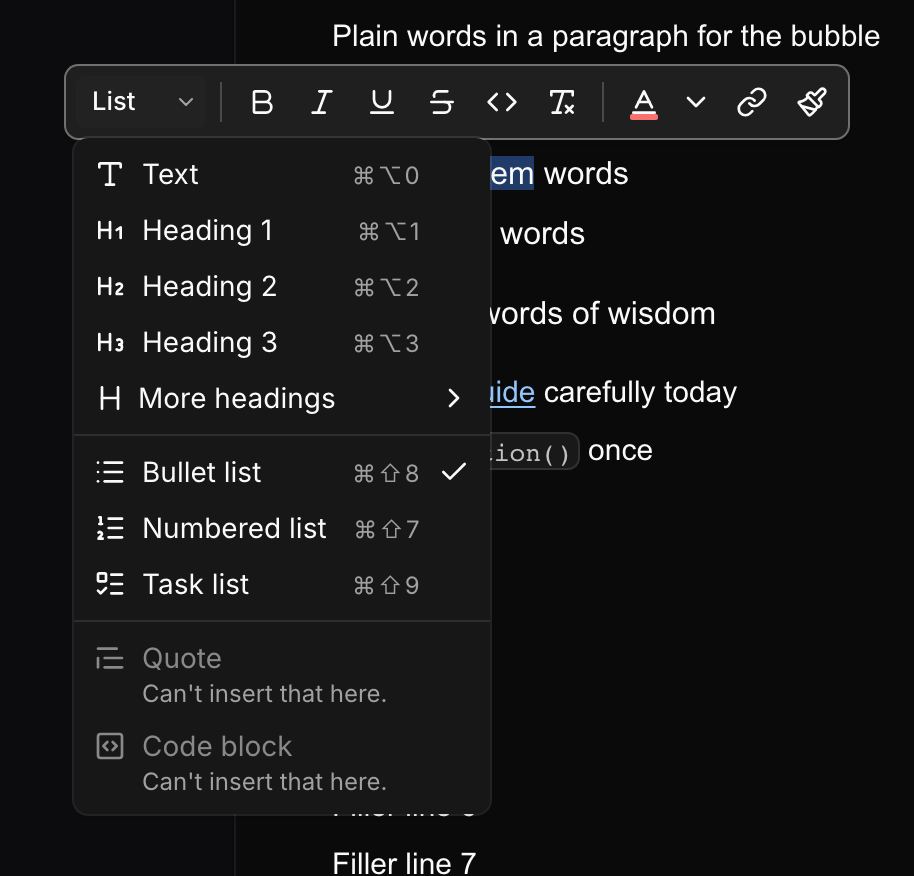 Plain words in a paragraph for the bubble
List
em words
Text ⌘⌥0
words
Heading 1 ⌘⌥1
Heading 2 ⌘⌥2
words of wisdom
Heading 3 ⌘⌥3
More headings
uide carefully today
tion() once
Bullet list ⌘⇧8
Numbered list ⌘⇧7
Task list ⌘⇧9
Quote
Can't insert that here.
Code block
Can't insert that here.
Filler line 7